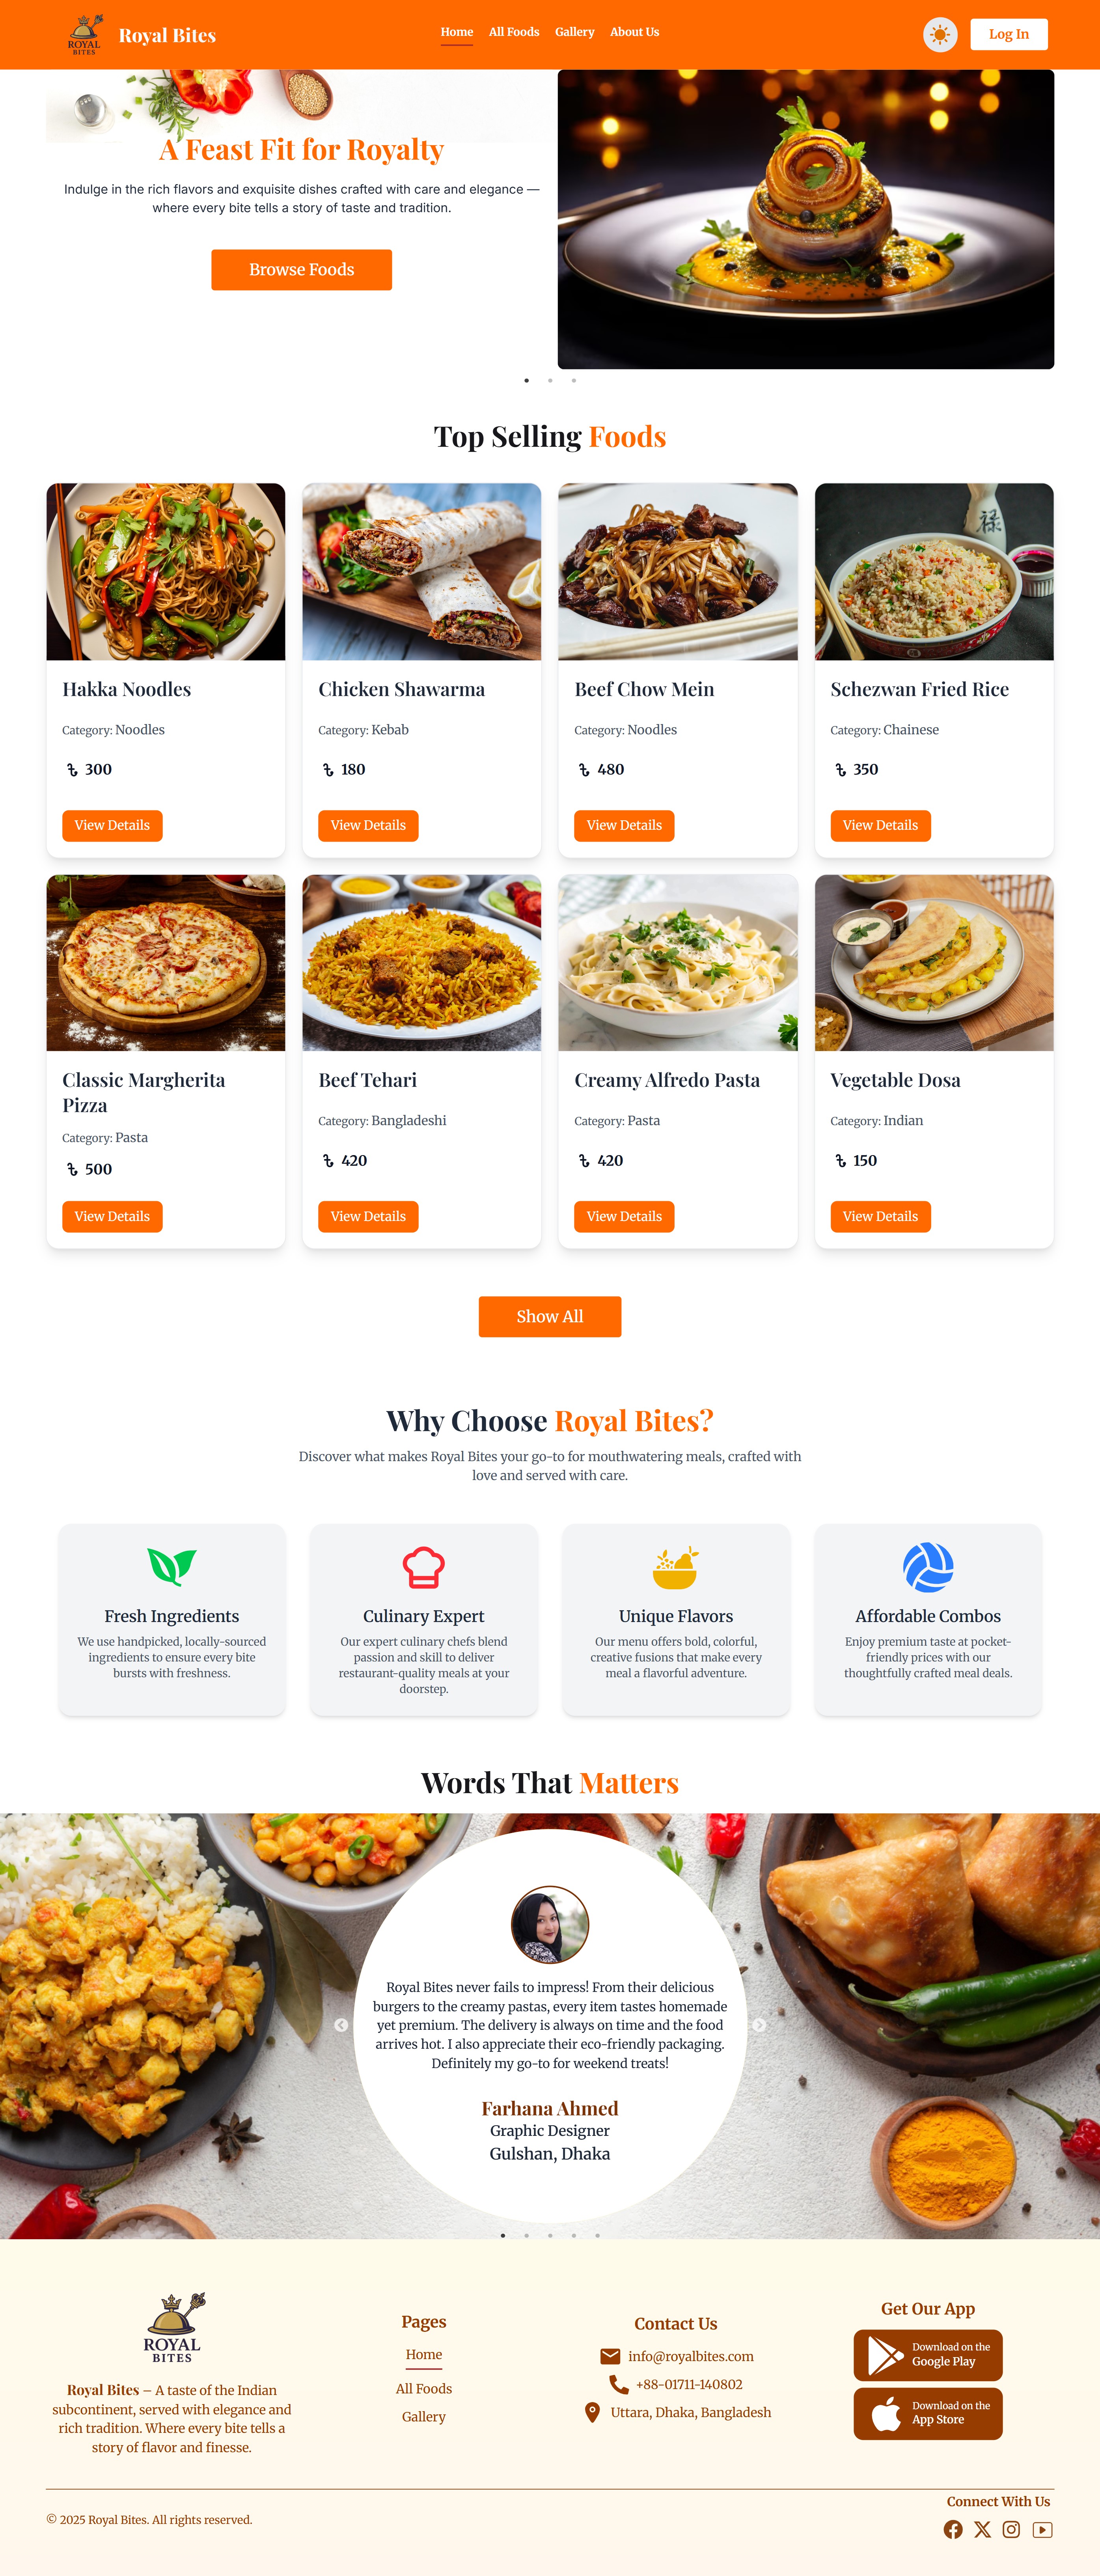 ROYAL
BITES
Royal Bites
Home All Foods Gallery About Us
Log In
A Feast Fit for Royalty
Indulge in the rich flavors and exquisite dishes crafted with care and elegance —
where every bite tells a story of taste and tradition.
Browse Foods
Top Selling Foods
福
Hakka Noodles
Category: Noodles
৳ 300
View Details
Chicken Shawarma
Category: Kebab
৳ 180
View Details
Beef Chow Mein
Category: Noodles
৳ 480
View Details
Schezwan Fried Rice
Category: Chainese
৳ 350
View Details
Classic Margherita
Pizza
Category: Pasta
৳ 500
View Details
Beef Tehari
Category: Bangladeshi
৳ 420
View Details
Creamy Alfredo Pasta
Category: Pasta
৳ 420
View Details
Vegetable Dosa
Category: Indian
৳ 150
View Details
Show All
Why Choose Royal Bites?
Discover what makes Royal Bites your go-to for mouthwatering meals, crafted with
love and served with care.
Fresh Ingredients
We use handpicked, locally-sourced
ingredients to ensure every bite
bursts with freshness.
Culinary Expert
Our expert culinary chefs blend
passion and skill to deliver
restaurant-quality meals at your
doorstep.
Unique Flavors
Our menu offers bold, colorful,
creative fusions that make every
meal a flavorful adventure.
Affordable Combos
Enjoy premium taste at pocket-
friendly prices with our
thoughtfully crafted meal deals.
Words That Matters
Royal Bites never fails to impress! From their delicious
burgers to the creamy pastas, every item tastes homemade
yet premium. The delivery is always on time and the food
arrives hot. I also appreciate their eco-friendly packaging.
Definitely my go-to for weekend treats!
Farhana Ahmed
Graphic Designer
Gulshan, Dhaka
ROYAL
BITES
Royal Bites – A taste of the Indian
subcontinent, served with elegance and
rich tradition. Where every bite tells a
story of flavor and finesse.
Pages
Home
All Foods
Gallery
Contact Us
info@royalbites.com
+88-01711-140802
Uttara, Dhaka, Bangladesh
Get Our App
Download on the
Google Play
Download on the
App Store
© 2025 Royal Bites. All rights reserved.
Connect With Us